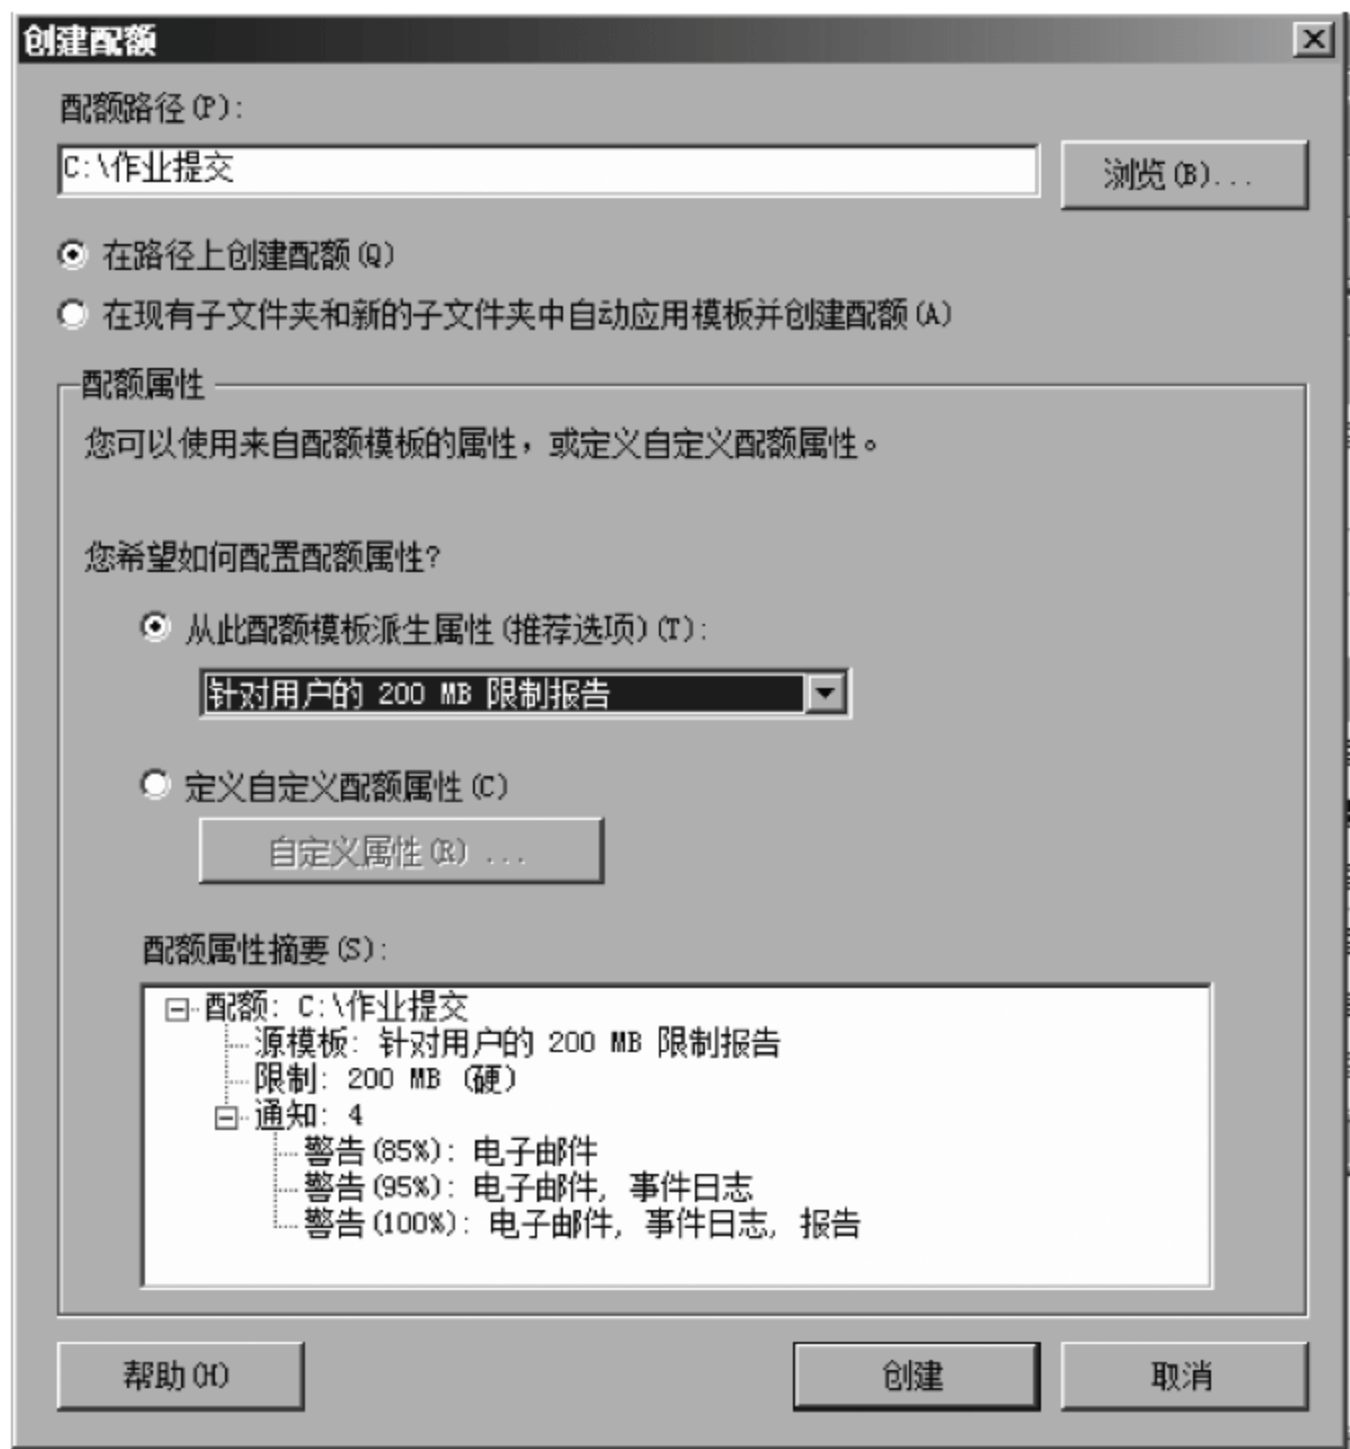 创建配额
配额路径(P):
C:\作业提交
浏览(B)...
在路径上创建配额(Q)
在现有子文件夹和新的子文件夹中自动应用模板并创建配额(A)
配额属性
您可以使用来自配额模板的属性，或定义自定义配额属性。
您希望如何配置配额属性?
从此配额模板派生属性(推荐选项)(T):
针对用户的 200 MB 限制报告
定义自定义配额属性(C)
自定义属性(R) ...
配额属性摘要(S):
配额: C:\作业提交
源模板: 针对用户的 200 MB 限制报告
限制: 200 MB (硬)
通知: 4
警告(85%): 电子邮件
警告(95%): 电子邮件, 事件日志
警告(100%): 电子邮件, 事件日志, 报告
帮助(H)
创建
取消